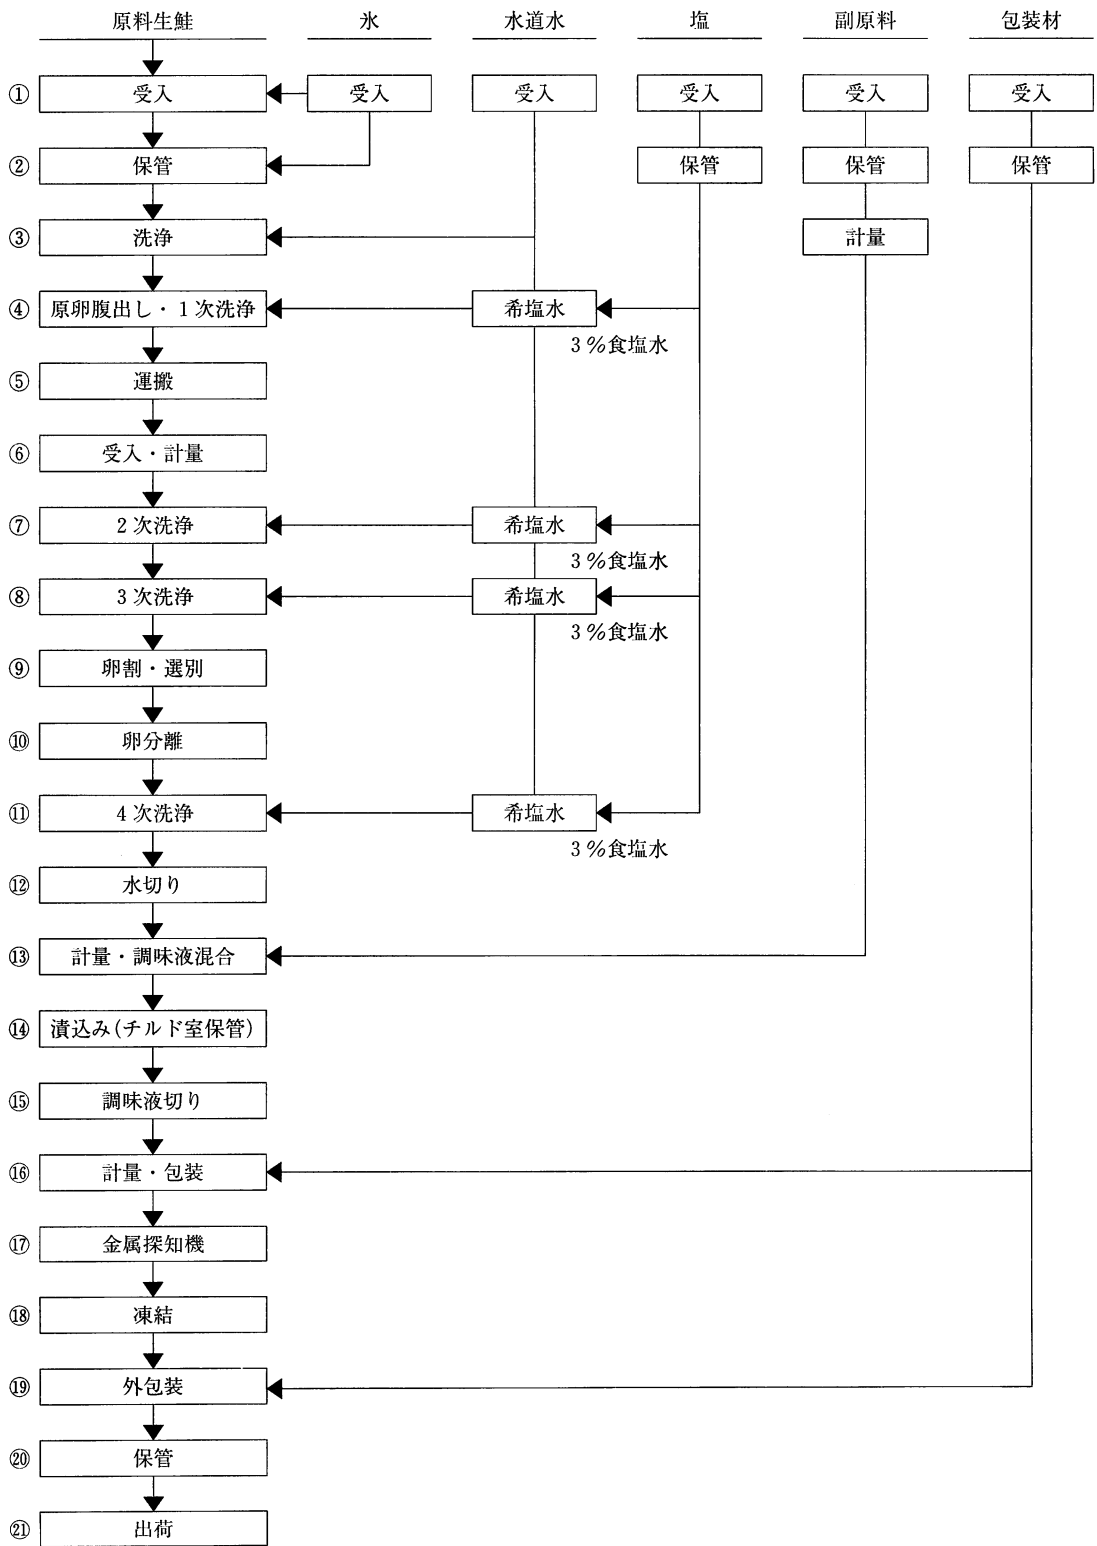 原料生鮭 氷 水道水 塩 副原料 包装材
① 受入 受入 受入 受入 受入 受入
② 保管 保管 保管 保管
③ 洗浄 計量
④ 原卵腹出し・1次洗浄 希塩水
3%食塩水
⑤ 運搬
⑥ 受入・計量
⑦ 2次洗浄 希塩水
3%食塩水
⑧ 3次洗浄 希塩水
3%食塩水
⑨ 卵割・選別
⑩ 卵分離
⑪ 4次洗浄 希塩水
3%食塩水
⑫ 水切り
⑬ 計量・調味液混合
⑭ 漬込み(チルド室保管)
⑮ 調味液切り
⑯ 計量・包装
⑰ 金属探知機
⑱ 凍結
⑲ 外包装
⑳ 保管
㉑ 出荷